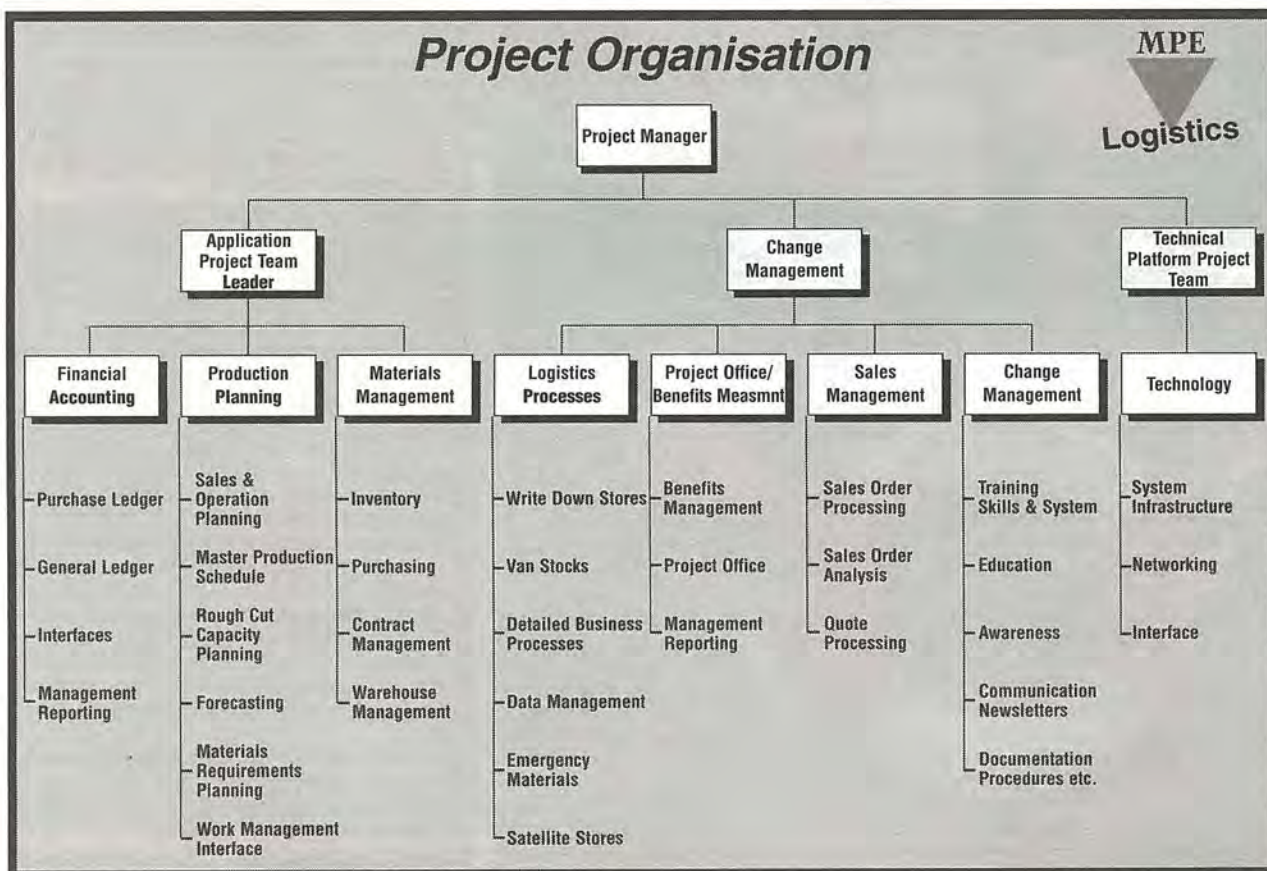 Project Organisation
MPE
Logistics
Project Manager
Application
Project Team
Leader
Change
Management
Technical
Platform Project
Team
Financial
Accounting
Production
Planning
Materials
Management
Logistics
Processes
Project Office/
Benefits Measmnt
Sales
Management
Change
Management
Technology
Purchase Ledger
General Ledger
Interfaces
Management
Reporting
Sales &
Operation
Planning
Master Production
Schedule
Rough Cut
Capacity
Planning
Forecasting
Materials
Requirements
Planning
Work Management
Interface
Inventory
Purchasing
Contract
Management
Warehouse
Management
Write Down Stores
Van Stocks
Detailed Business
Processes
Data Management
Emergency
Materials
Satellite Stores
Benefits
Management
Project Office
Management
Reporting
Sales Order
Processing
Sales Order
Analysis
Quote
Processing
Training
Skills & System
Education
Awareness
Communication
Newsletters
Documentation
Procedures etc.
System
Infrastructure
Networking
Interface